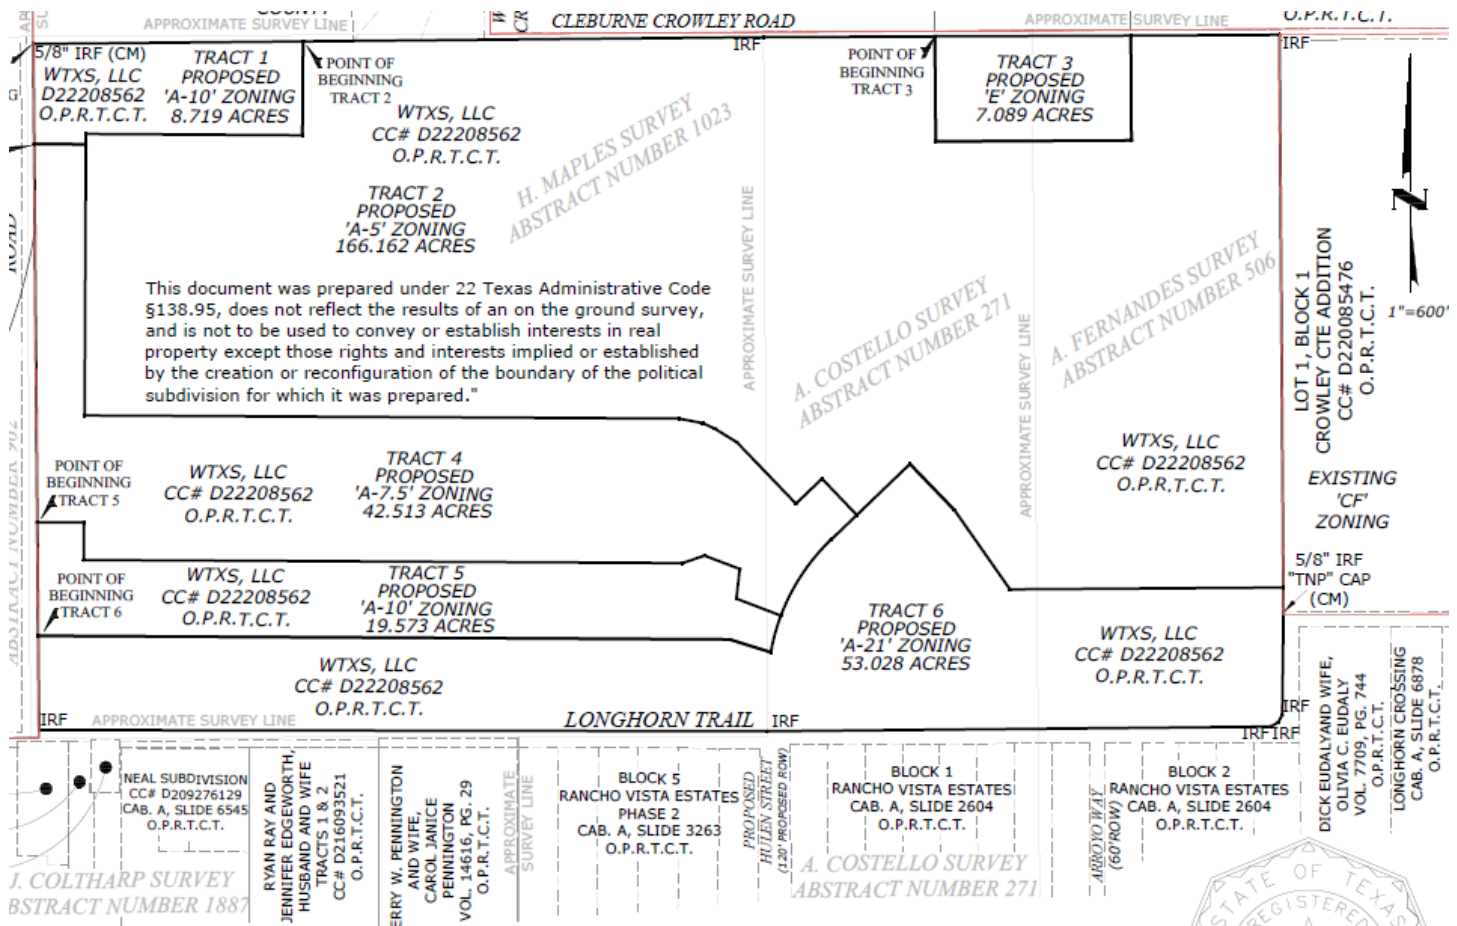 COUNTY
APPROXIMATE SURVEY LINE
CLEBURNE CROWLEY ROAD
APPROXIMATE SURVEY LINE
O.P.R.T.C.T.
IRF
IRF
5/8" IRF (CM)
WTXS, LLC
D22208562
O.P.R.T.C.T.
TRACT 1
PROPOSED
'A-10' ZONING
8.719 ACRES
POINT OF
BEGINNING
TRACT 2
WTXS, LLC
CC# D22208562
O.P.R.T.C.T.
POINT OF
BEGINNING
TRACT 3
TRACT 3
PROPOSED
'E' ZONING
7.089 ACRES
H. MAPLES SURVEY
ABSTRACT NUMBER 1023
TRACT 2
PROPOSED
'A-5' ZONING
166.162 ACRES
APPROXIMATE SURVEY LINE
ROAD
This document was prepared under 22 Texas Administrative Code
§138.95, does not reflect the results of an on the ground survey,
and is not to be used to convey or establish interests in real
property except those rights and interests implied or established
by the creation or reconfiguration of the boundary of the political
subdivision for which it was prepared."
A. COSTELLO SURVEY
ABSTRACT NUMBER 271
APPROXIMATE SURVEY LINE
A. FERNANDES SURVEY
ABSTRACT NUMBER 506
LOT 1, BLOCK 1
CROWLEY CTE ADDITION
CC# D220085476
O.P.R.T.C.T.
N
1"=600'
ABSTRACT NUMBER 902
POINT OF
BEGINNING
TRACT 5
WTXS, LLC
CC# D22208562
O.P.R.T.C.T.
TRACT 4
PROPOSED
'A-7.5' ZONING
42.513 ACRES
WTXS, LLC
CC# D22208562
O.P.R.T.C.T.
EXISTING
'CF'
ZONING
5/8" IRF
"TNP" CAP
(CM)
POINT OF
BEGINNING
TRACT 6
WTXS, LLC
CC# D22208562
O.P.R.T.C.T.
TRACT 5
PROPOSED
'A-10' ZONING
19.573 ACRES
TRACT 6
PROPOSED
'A-21' ZONING
53.028 ACRES
WTXS, LLC
CC# D22208562
O.P.R.T.C.T.
WTXS, LLC
CC# D22208562
O.P.R.T.C.T.
IRF
APPROXIMATE SURVEY LINE
LONGHORN TRAIL
IRF
IRF
IRF
IRF
DICK EUDALYAND WIFE,
OLIVIA C. EUDALY
VOL. 7709, PG. 744
O.P.R.T.C.T.
LONGHORN CROSSING
CAB. A, SLIDE 6878
O.P.R.T.C.T.
NEAL SUBDIVISION
CC# D209276129
CAB. A, SLIDE 6545
O.P.R.T.C.T.
RYAN RAY AND
JENNIFER EDGEWORTH,
HUSBAND AND WIFE
TRACTS 1 & 2
CC# D216093521
O.P.R.T.C.T.
ERRY W. PENNINGTON
AND WIFE,
CAROL JANICE
PENNINGTON
VOL. 14616, PG. 29
O.P.R.T.C.T.
APPROXIMATE
SURVEY LINE
BLOCK 5
RANCHO VISTA ESTATES
PHASE 2
CAB. A, SLIDE 3263
O.P.R.T.C.T.
PROPOSED
HULEN STREET
(120' PROPOSED ROW)
BLOCK 1
RANCHO VISTA ESTATES
CAB. A, SLIDE 2604
O.P.R.T.C.T.
ARROYO WAY
(60'ROW)
BLOCK 2
RANCHO VISTA ESTATES
CAB. A, SLIDE 2604
O.P.R.T.C.T.
J. COLTHARP SURVEY
BSTRACT NUMBER 1887
A. COSTELLO SURVEY
ABSTRACT NUMBER 271
STATE OF TEXAS
REGISTERED